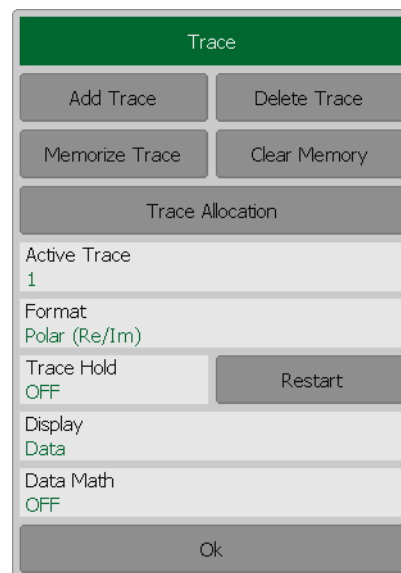 Trace
Add Trace
Delete Trace
Memorize Trace
Clear Memory
Trace Allocation
Active Trace
1
Format
Polar (Re/Im)
Trace Hold
OFF
Restart
Display
Data
Data Math
OFF
Ok